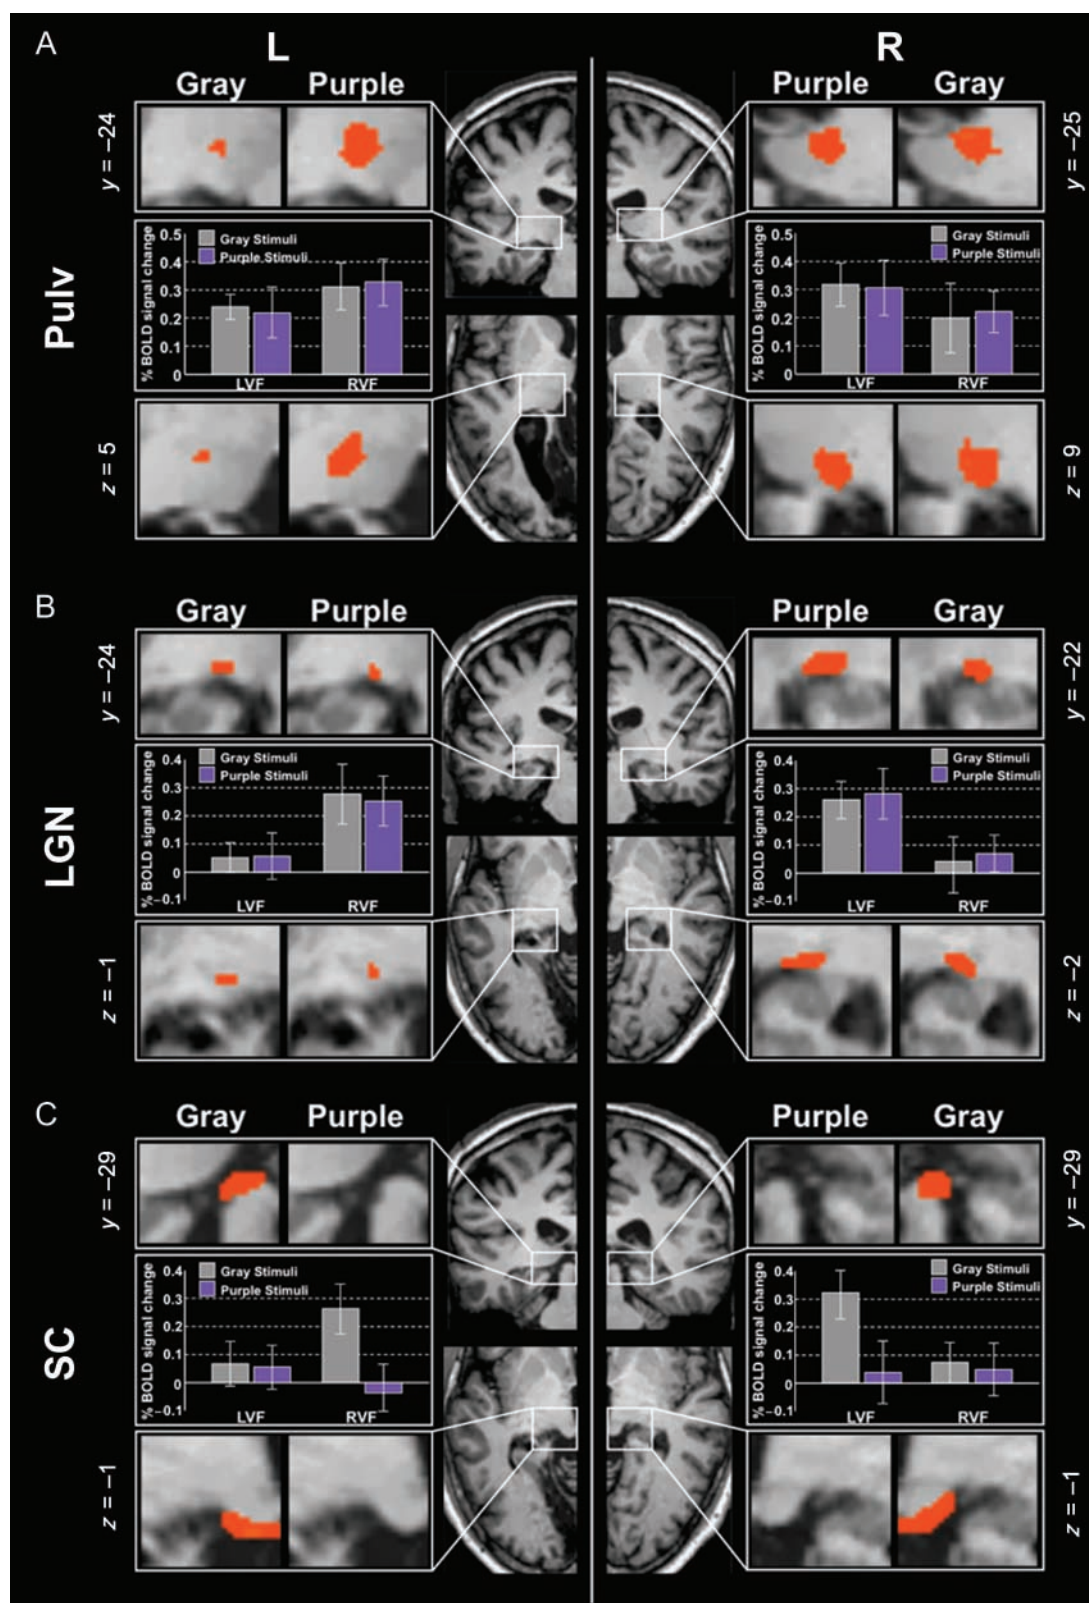 A
L
R
Gray Purple
Purple Gray
y = −24
y = −25
Pulv
% BOLD signal change
0.5
0.4
0.3
0.2
0.1
0
Gray Stimuli
Purple Stimuli
LVF RVF
% BOLD signal change
0.5
0.4
0.3
0.2
0.1
0
Gray Stimuli
Purple Stimuli
LVF RVF
z = 5
z = 9
B
Gray Purple
Purple Gray
y = −24
y = −22
LGN
% BOLD signal change
0.4
0.3
0.2
0.1
0
−0.1
Gray Stimuli
Purple Stimuli
LVF RVF
% BOLD signal change
0.4
0.3
0.2
0.1
0
−0.1
Gray Stimuli
Purple Stimuli
LVF RVF
z = −1
z = −2
C
Gray Purple
Purple Gray
y = −29
y = −29
SC
% BOLD signal change
0.4
0.3
0.2
0.1
0
−0.1
Gray Stimuli
Purple Stimuli
LVF RVF
% BOLD signal change
0.4
0.3
0.2
0.1
0
−0.1
Gray Stimuli
Purple Stimuli
LVF RVF
z = −1
z = −1